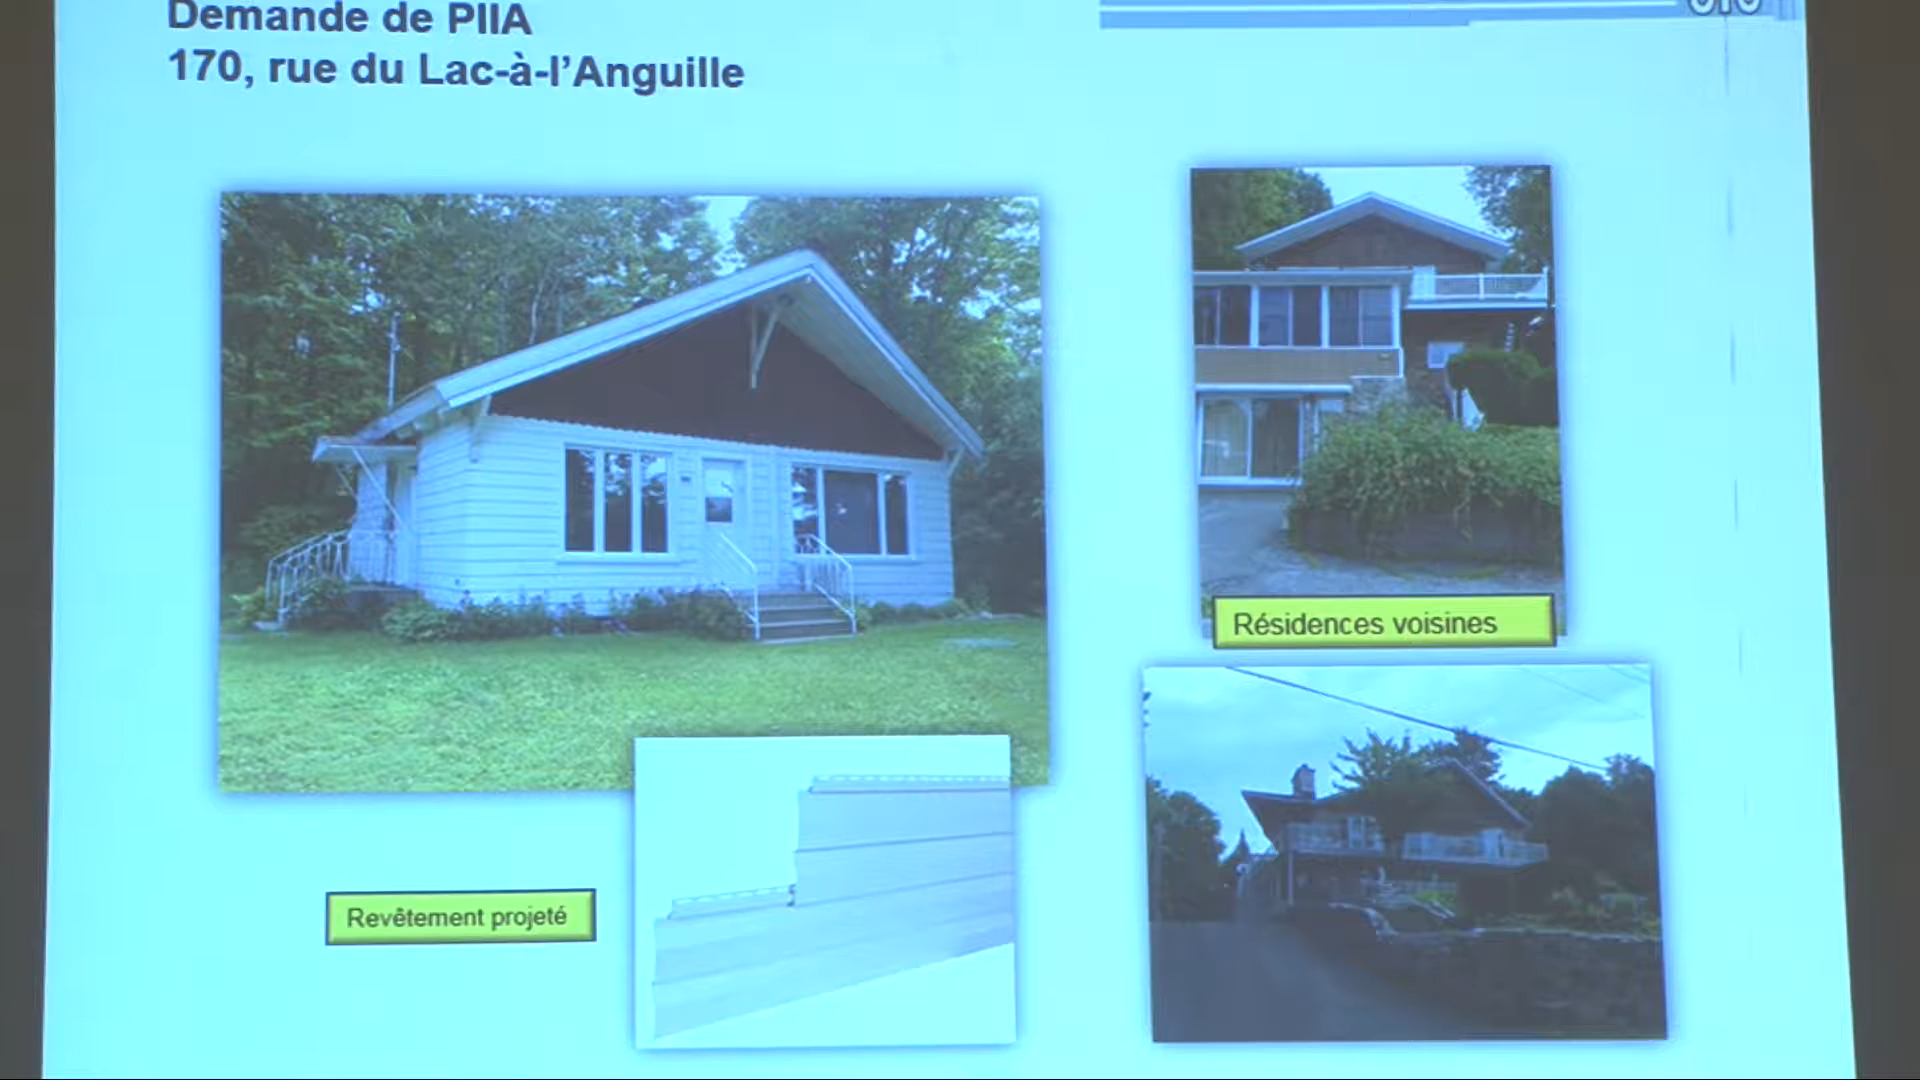 Demande de PIIA
170, rue du Lac-à-l'Anguille
Résidences voisines
Revêtement projeté